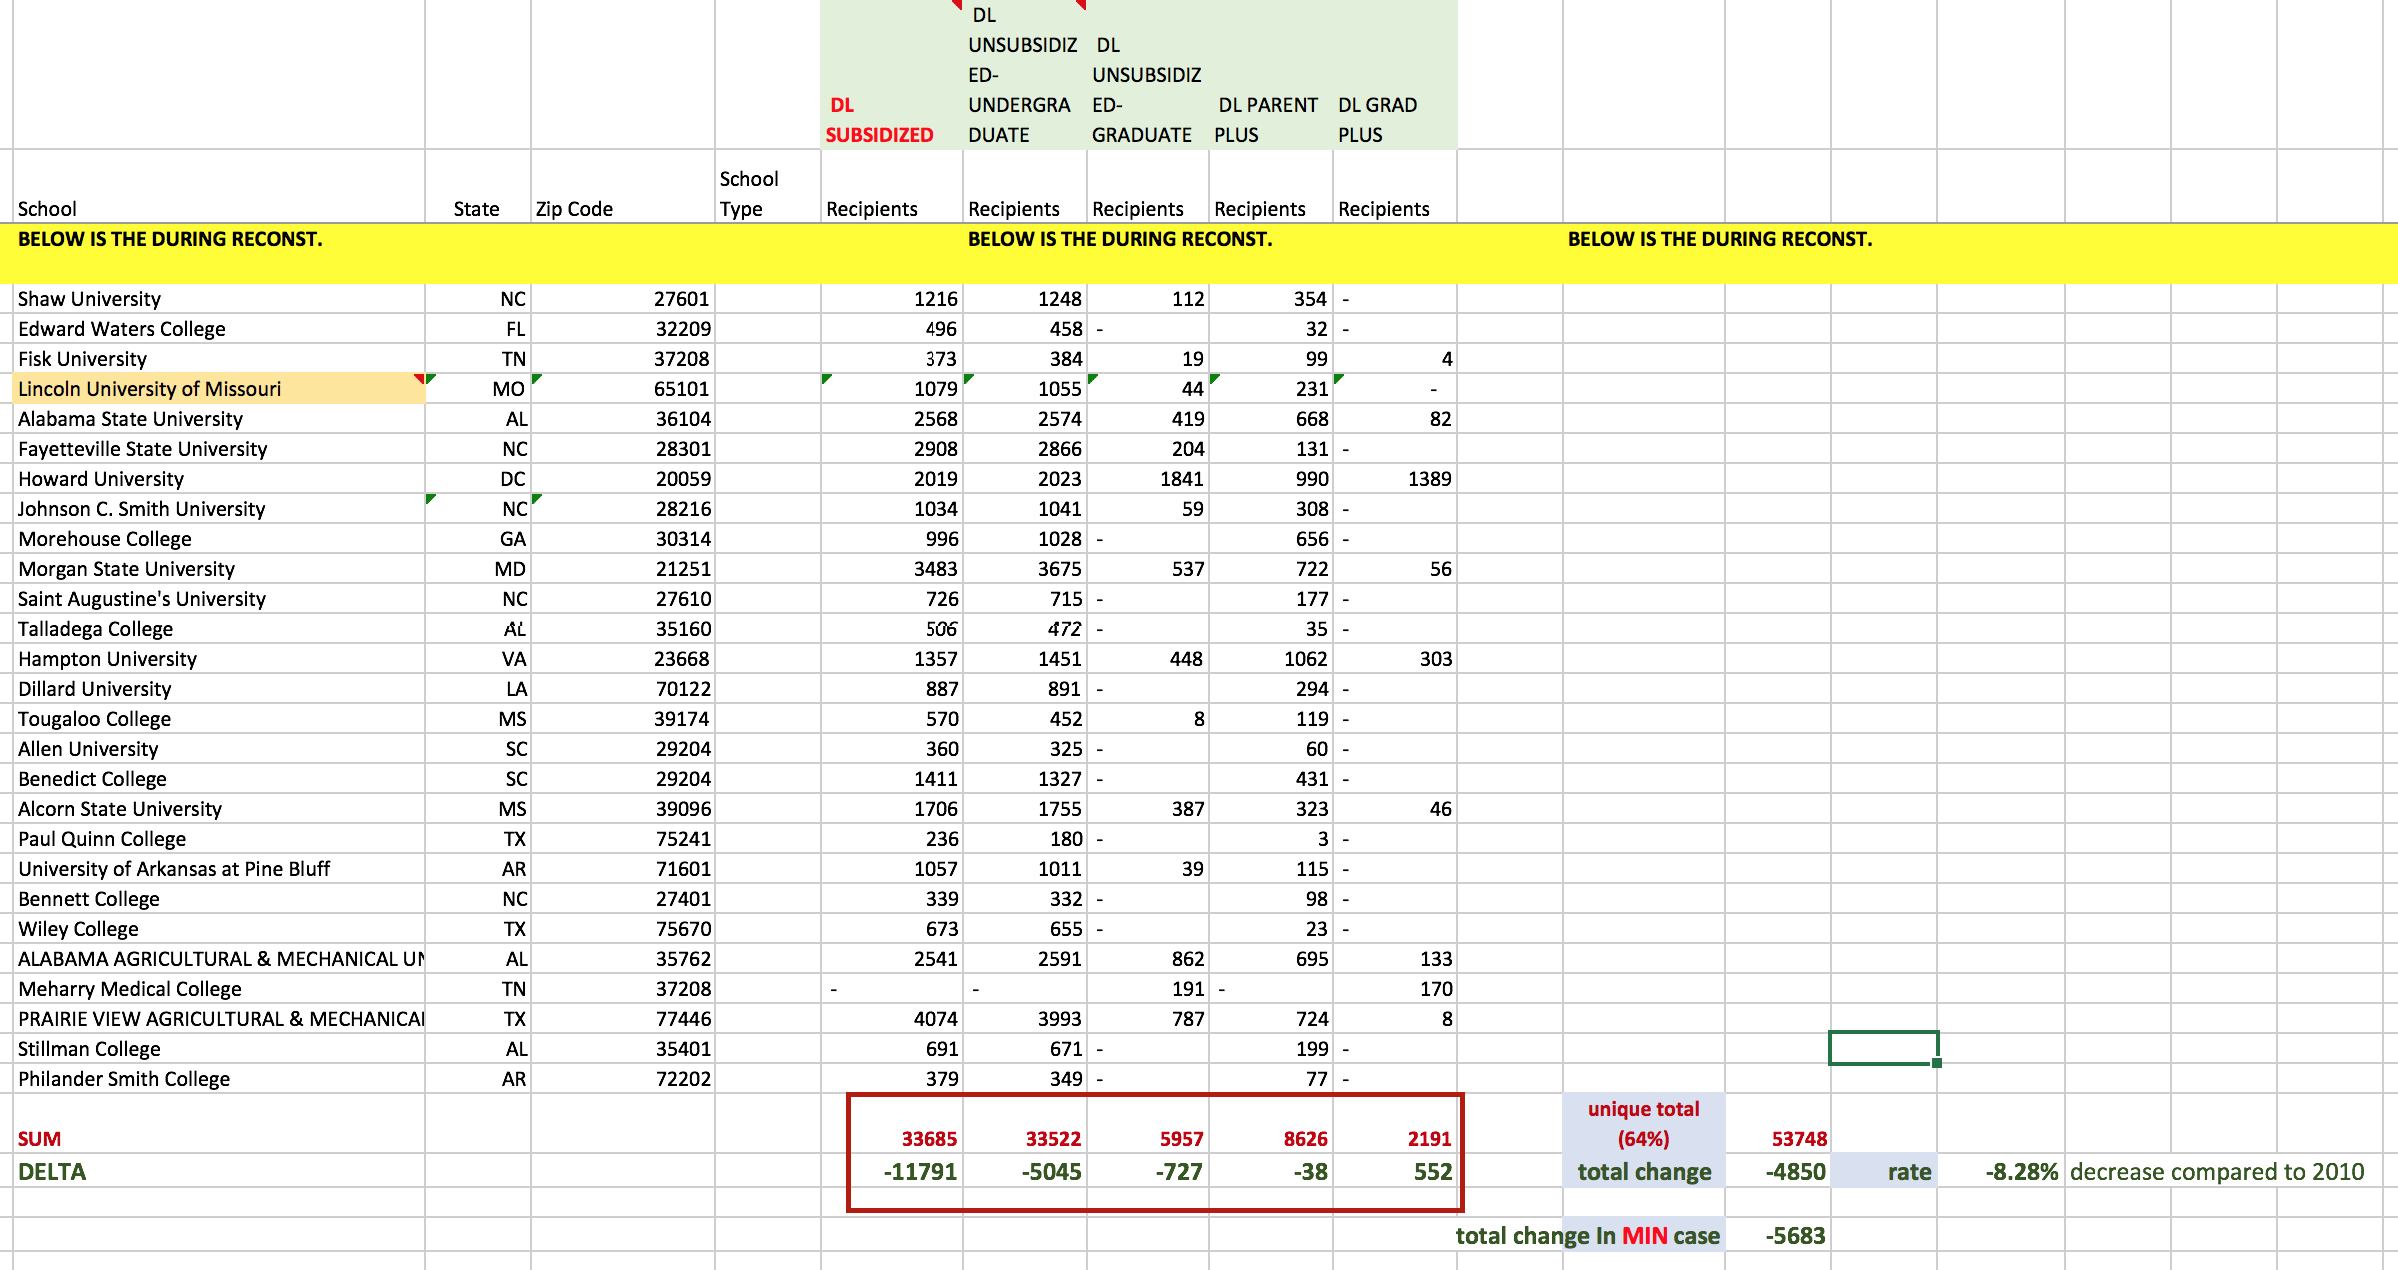 DL SUBSIDIZED DL UNSUBSIDIZ ED- UNDERGRA DUATE DL UNSUBSIDIZ ED- GRADUATE DL PARENT PLUS DL GRAD PLUS
School State Zip Code School Type Recipients Recipients Recipients Recipients Recipients
BELOW IS THE DURING RECONST. BELOW IS THE DURING RECONST. BELOW IS THE DURING RECONST.
Shaw University NC 27601 1216 1248 112 354 -
Edward Waters College FL 32209 496 458 - 32 -
Fisk University TN 37208 373 384 19 99 4
Lincoln University of Missouri MO 65101 1079 1055 44 231 -
Alabama State University AL 36104 2568 2574 419 668 82
Fayetteville State University NC 28301 2908 2866 204 131 -
Howard University DC 20059 2019 2023 1841 990 1389
Johnson C. Smith University NC 28216 1034 1041 59 308 -
Morehouse College GA 30314 996 1028 - 656 -
Morgan State University MD 21251 3483 3675 537 722 56
Saint Augustine's University NC 27610 726 715 - 177 -
Talladega College AL 35160 506 472 - 35 -
Hampton University VA 23668 1357 1451 448 1062 303
Dillard University LA 70122 887 891 - 294 -
Tougaloo College MS 39174 570 452 8 119 -
Allen University SC 29204 360 325 - 60 -
Benedict College SC 29204 1411 1327 - 431 -
Alcorn State University MS 39096 1706 1755 387 323 46
Paul Quinn College TX 75241 236 180 - 3 -
University of Arkansas at Pine Bluff AR 71601 1057 1011 39 115 -
Bennett College NC 27401 339 332 - 98 -
Wiley College TX 75670 673 655 - 23 -
ALABAMA AGRICULTURAL & MECHANICAL UN AL 35762 2541 2591 862 695 133
Meharry Medical College TN 37208 - - 191 - 170
PRAIRIE VIEW AGRICULTURAL & MECHANICAL TX 77446 4074 3993 787 724 8
Stillman College AL 35401 691 671 - 199 -
Philander Smith College AR 72202 379 349 - 77 -
SUM 33685 33522 5957 8626 2191 unique total (64%) 53748
DELTA -11791 -5045 -727 -38 552 total change -4850 rate -8.28% decrease compared to 2010
total change In MIN case -5683